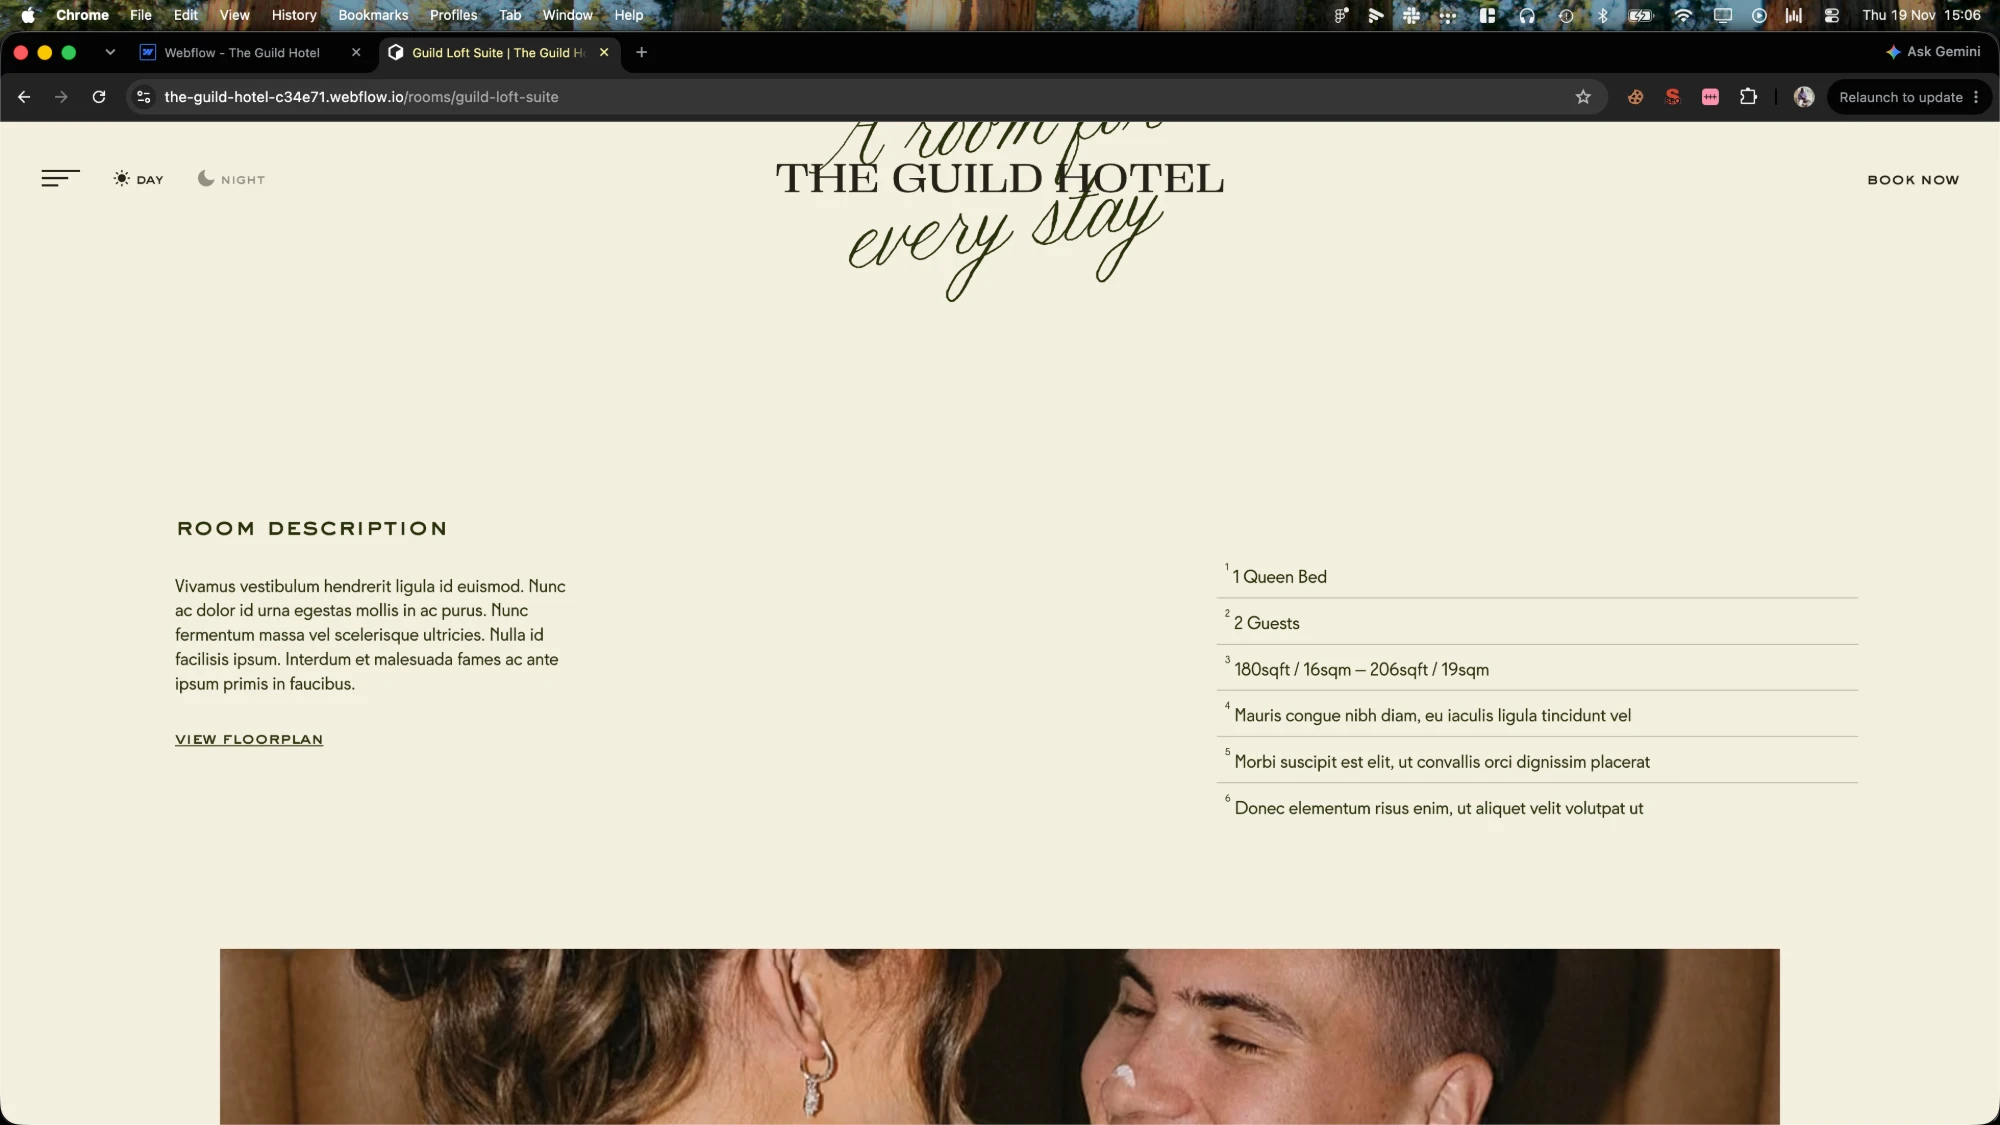 Chrome File Edit View History Bookmarks Profiles Tab Window Help Thu 19 Nov 15:06
Webflow - The Guild Hotel Guild Loft Suite | The Guild H Ask Gemini
the-guild-hotel-c34e71.webflow.io/rooms/guild-loft-suite Relaunch to update
A room for
DAY NIGHT THE GUILD HOTEL BOOK NOW
every stay
ROOM DESCRIPTION
Vivamus vestibulum hendrerit ligula id euismod. Nunc
ac dolor id urna egestas mollis in ac purus. Nunc
fermentum massa vel scelerisque ultricies. Nulla id
facilisis ipsum. Interdum et malesuada fames ac ante
ipsum primis in faucibus.
VIEW FLOORPLAN
1 1 Queen Bed
2 2 Guests
3 180sqft / 16sqm – 206sqft / 19sqm
4 Mauris congue nibh diam, eu iaculis ligula tincidunt vel
5 Morbi suscipit est elit, ut convallis orci dignissim placerat
6 Donec elementum risus enim, ut aliquet velit volutpat ut